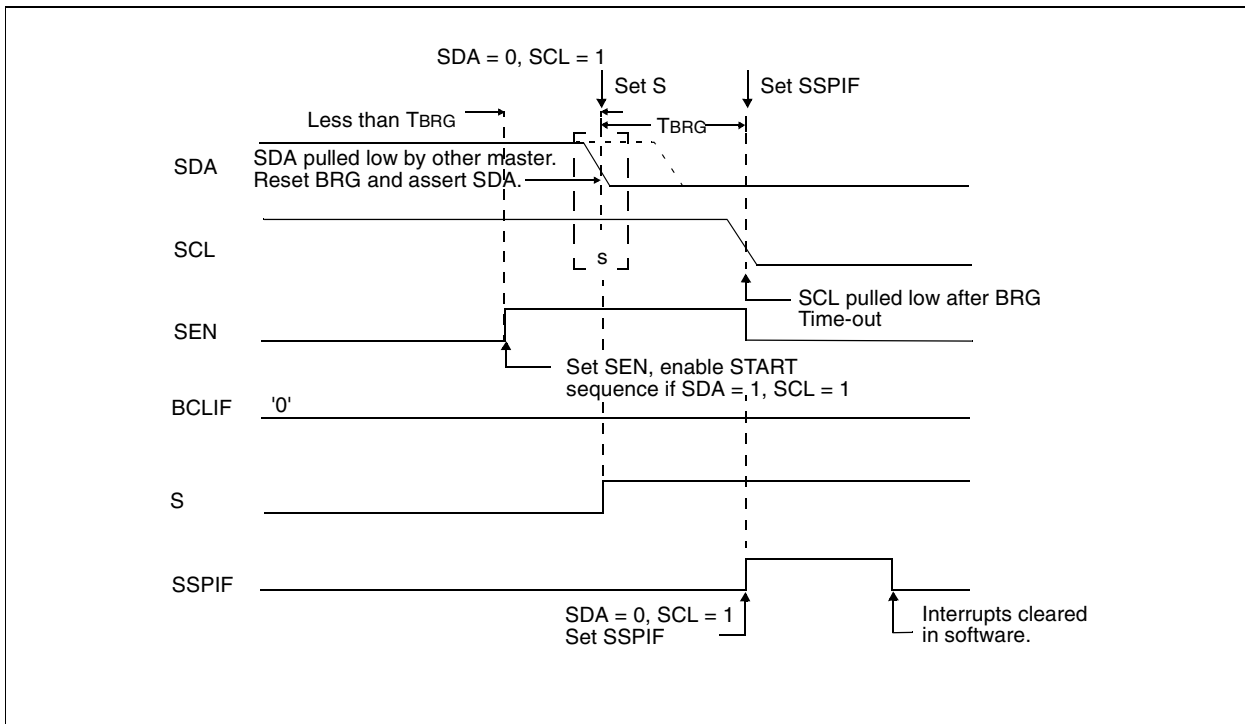 SDA = 0, SCL = 1
Set S
Set SSPIF
Less than TBRG
TBRG
SDA
SDA pulled low by other master.
Reset BRG and assert SDA.
SCL
s
SCL pulled low after BRG
Time-out
SEN
Set SEN, enable START
sequence if SDA = 1, SCL = 1
BCLIF
'0'
S
SSPIF
SDA = 0, SCL = 1
Set SSPIF
Interrupts cleared
in software.